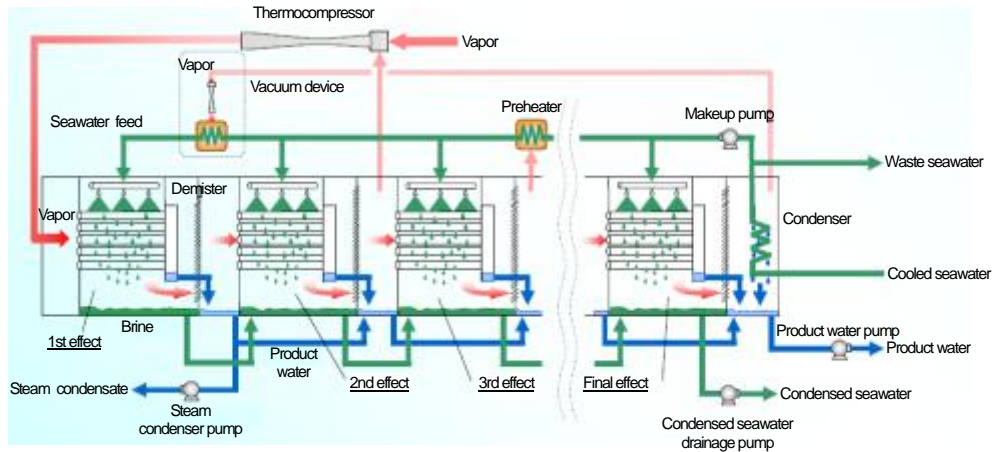 Thermocompressor
Vapor
Vapor
Vacuum device
Preheater
Seawater feed
Makeup pump
Waste seawater
Demister
Vapor
Condenser
Cooled seawater
Brine
1st effect
Product
water
2nd effect
3rd effect
Final effect
Product water pump
Product water
Steam condensate
Steam
condenser pump
Condensed seawater
Condensed seawater
drainage pump